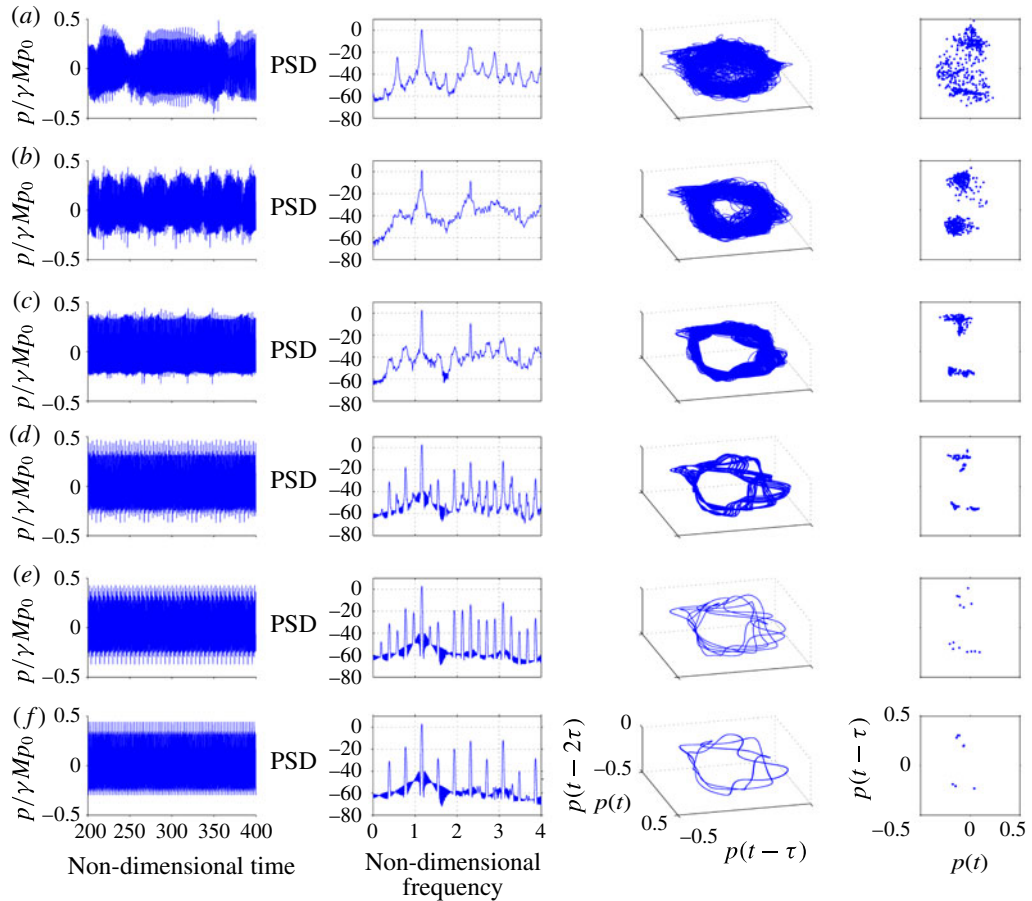 (a)
p/γMp₀
0.5
0
−0.5
PSD
0
−20
−40
−60
−80
(b)
p/γMp₀
0.5
0
−0.5
PSD
0
−20
−40
−60
−80
(c)
p/γMp₀
0.5
0
−0.5
PSD
0
−20
−40
−60
−80
(d)
p/γMp₀
0.5
0
−0.5
PSD
0
−20
−40
−60
−80
(e)
p/γMp₀
0.5
0
−0.5
PSD
0
−20
−40
−60
−80
(f)
p/γMp₀
0.5
0
−0.5
200 250 300 350 400
Non-dimensional time
PSD
0
−20
−40
−60
−80
0 1 2 3 4
Non-dimensional
frequency
p(t − 2τ)
0
−0.5
p(t)
0.5
−0.5
p(t − τ)
p(t − τ)
0.5
0
−0.5
0 0.5
p(t)